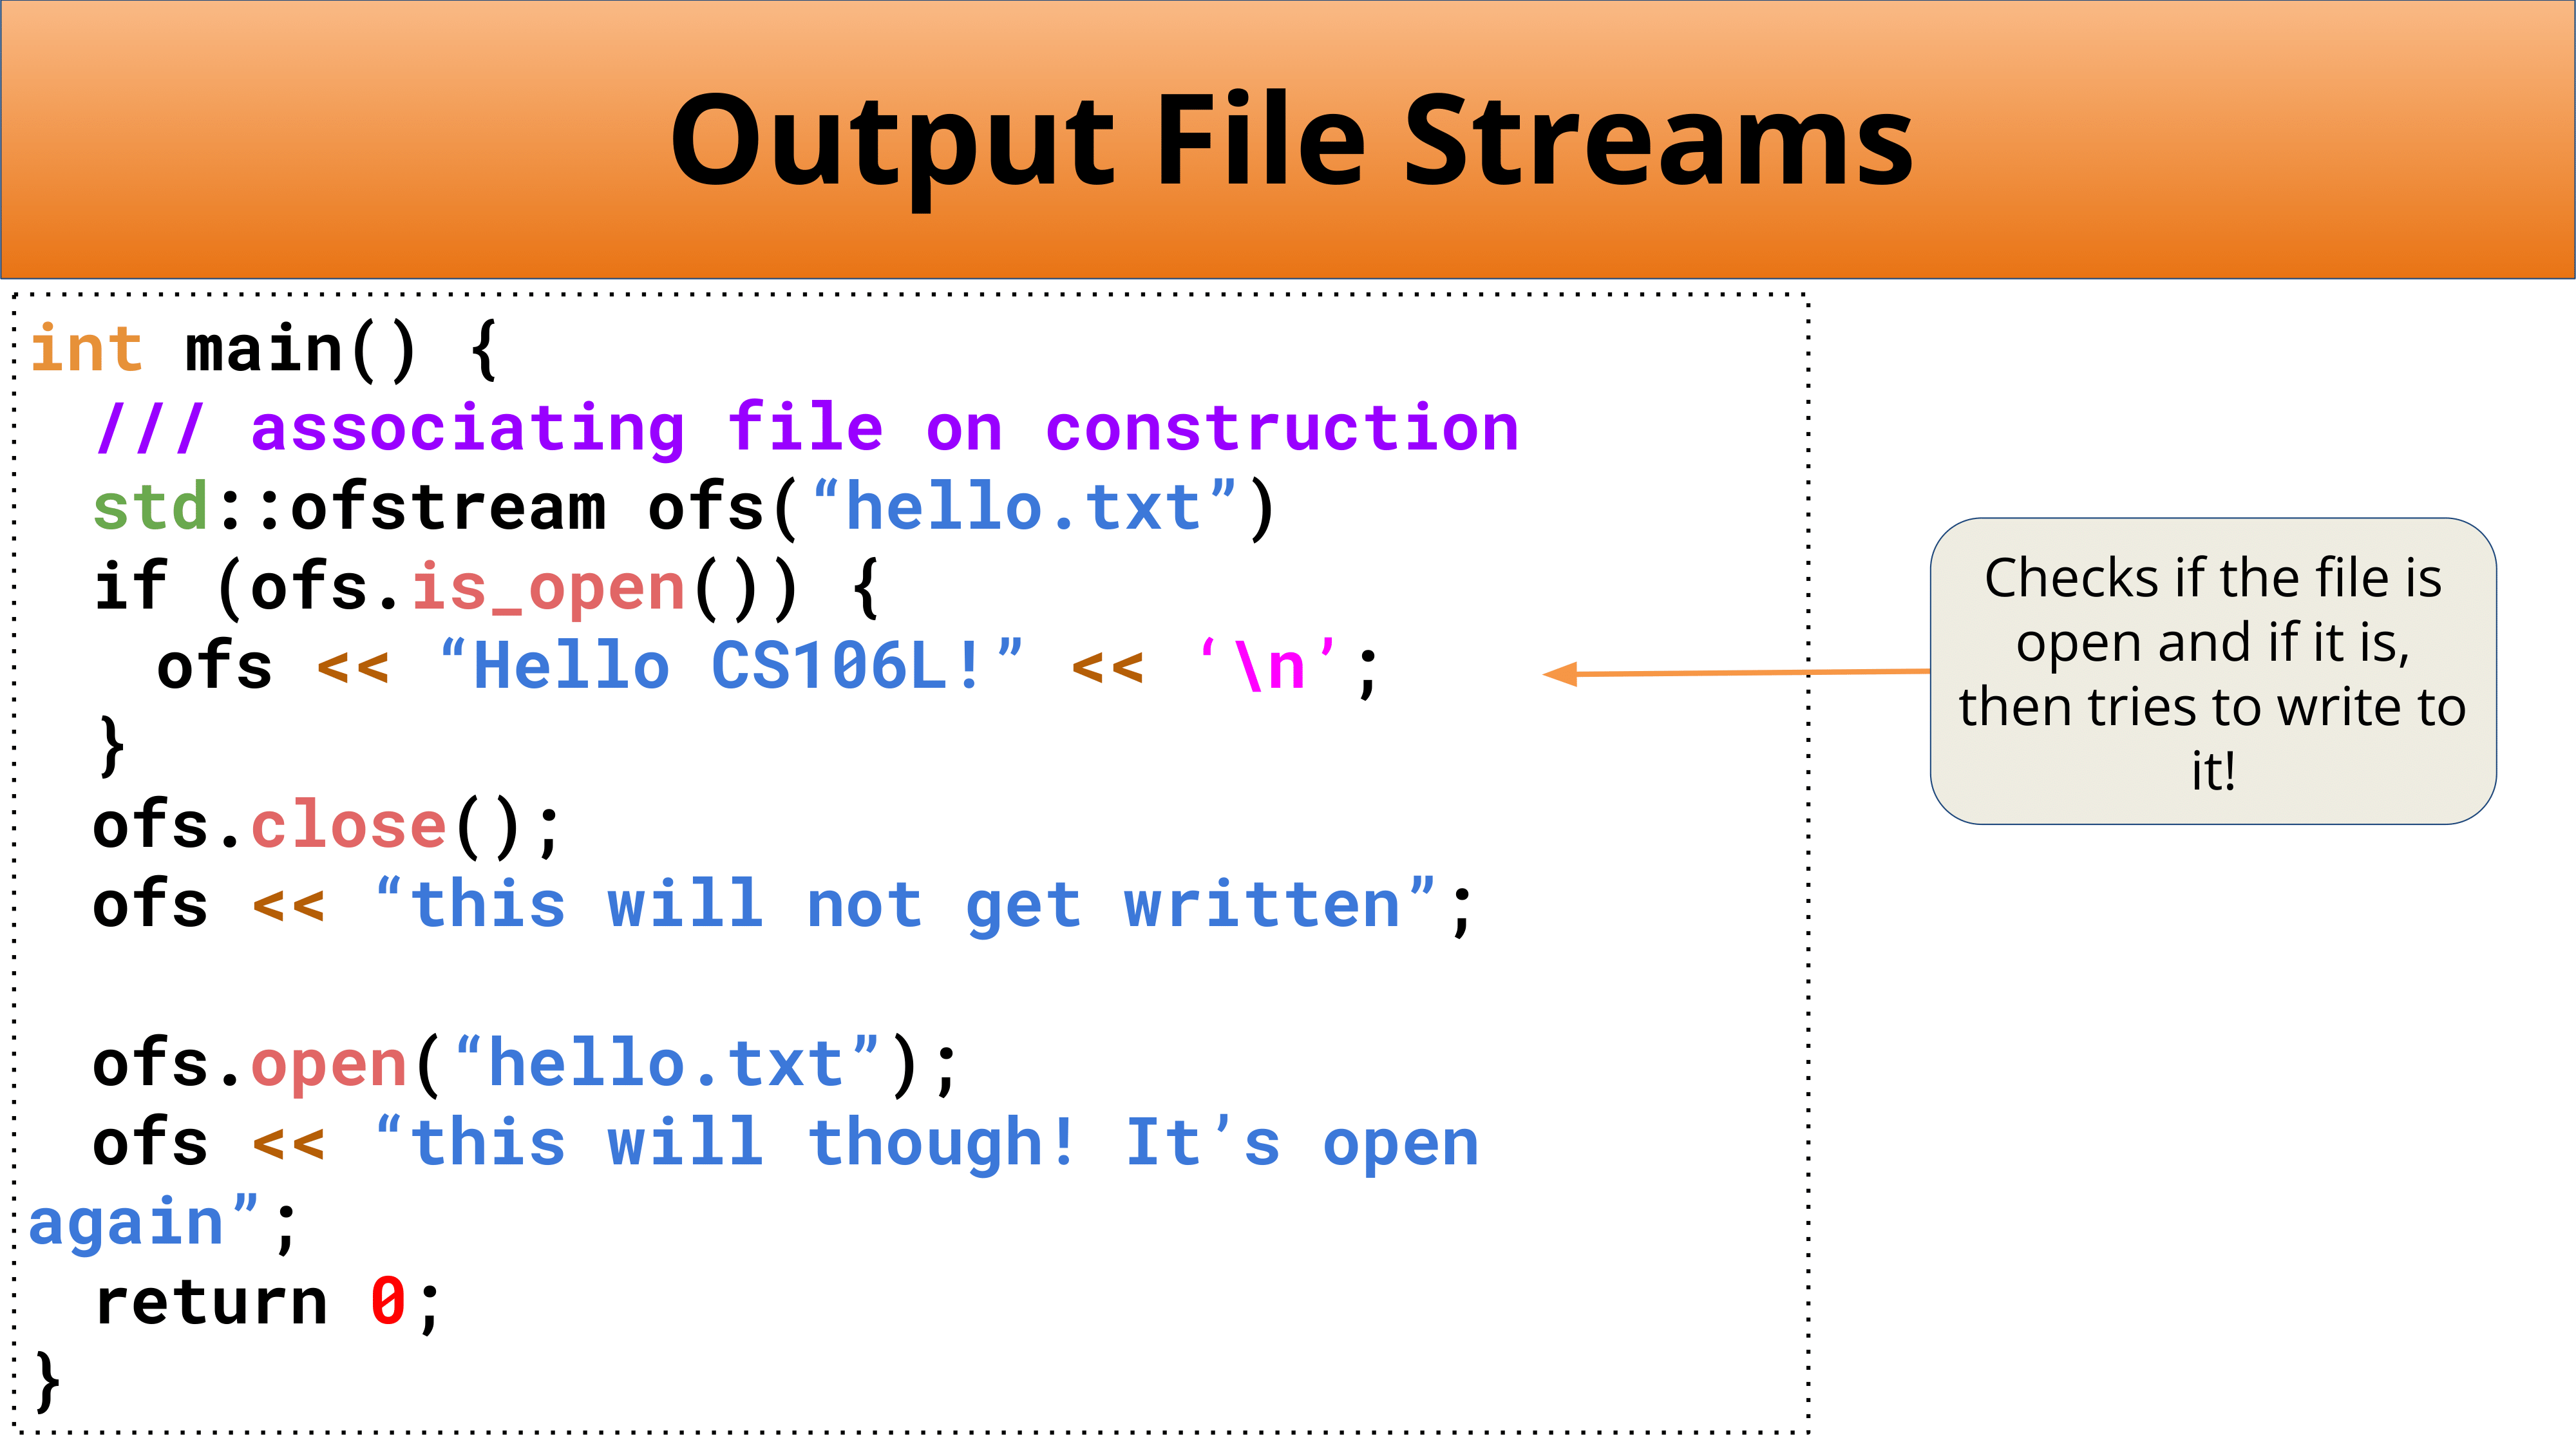 Output File Streams
int main() {
/// associating file on construction
std::ofstream ofs(“hello.txt”)
if (ofs.is_open()) {
ofs << “Hello CS106L!” << ‘\n’;
}
ofs.close();
ofs << “this will not get written”;
ofs.open(“hello.txt”);
ofs << “this will though! It’s open
again”;
return 0;
}
Checks if the file is
open and if it is,
then tries to write to
it!